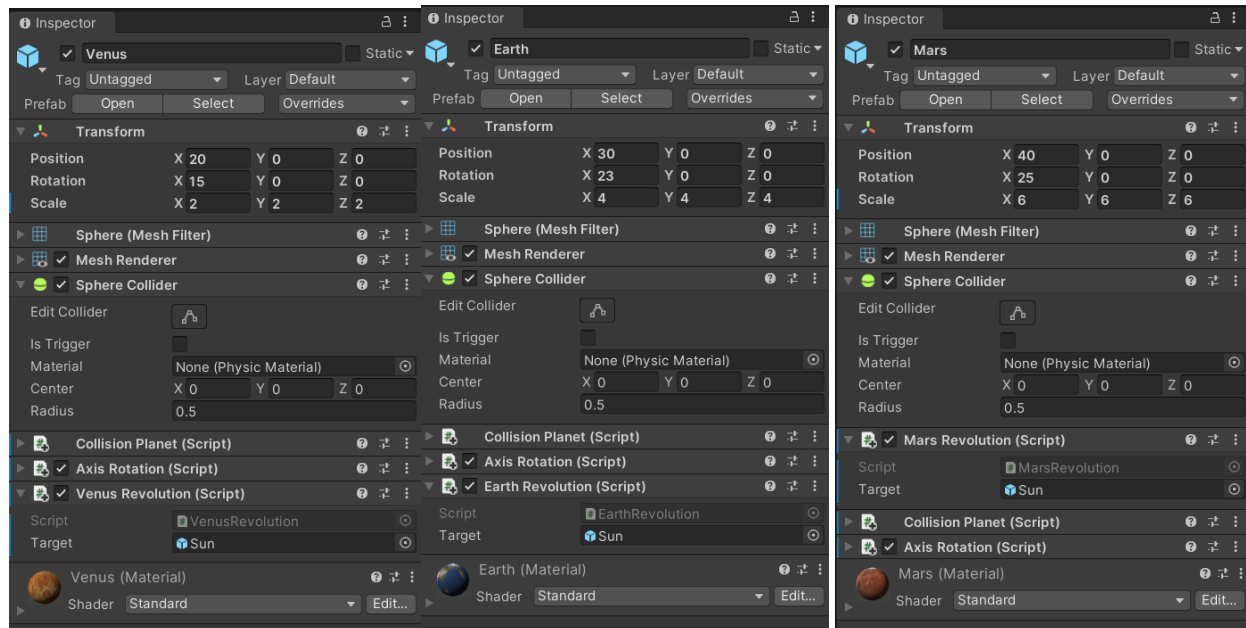 Inspector
Venus
Static
Tag Untagged Layer Default
Prefab Open Select Overrides
Transform
Position X 20 Y 0 Z 0
Rotation X 15 Y 0 Z 0
Scale X 2 Y 2 Z 2
Sphere (Mesh Filter)
Mesh Renderer
Sphere Collider
Edit Collider
Is Trigger
Material None (Physic Material)
Center X 0 Y 0 Z 0
Radius 0.5
Collision Planet (Script)
Axis Rotation (Script)
Venus Revolution (Script)
Script # VenusRevolution
Target Sun
Venus (Material)
Shader Standard Edit...
Inspector
Earth
Static
Tag Untagged Layer Default
Prefab Open Select Overrides
Transform
Position X 30 Y 0 Z 0
Rotation X 23 Y 0 Z 0
Scale X 4 Y 4 Z 4
Sphere (Mesh Filter)
Mesh Renderer
Sphere Collider
Edit Collider
Is Trigger
Material None (Physic Material)
Center X 0 Y 0 Z 0
Radius 0.5
Collision Planet (Script)
Axis Rotation (Script)
Earth Revolution (Script)
Script # EarthRevolution
Target Sun
Earth (Material)
Shader Standard Edit...
Inspector
Mars
Static
Tag Untagged Layer Default
Prefab Open Select Overrides
Transform
Position X 40 Y 0 Z 0
Rotation X 25 Y 0 Z 0
Scale X 6 Y 6 Z 6
Sphere (Mesh Filter)
Mesh Renderer
Sphere Collider
Edit Collider
Is Trigger
Material None (Physic Material)
Center X 0 Y 0 Z 0
Radius 0.5
Mars Revolution (Script)
Script # MarsRevolution
Target Sun
Collision Planet (Script)
Axis Rotation (Script)
Mars (Material)
Shader Standard Edit...